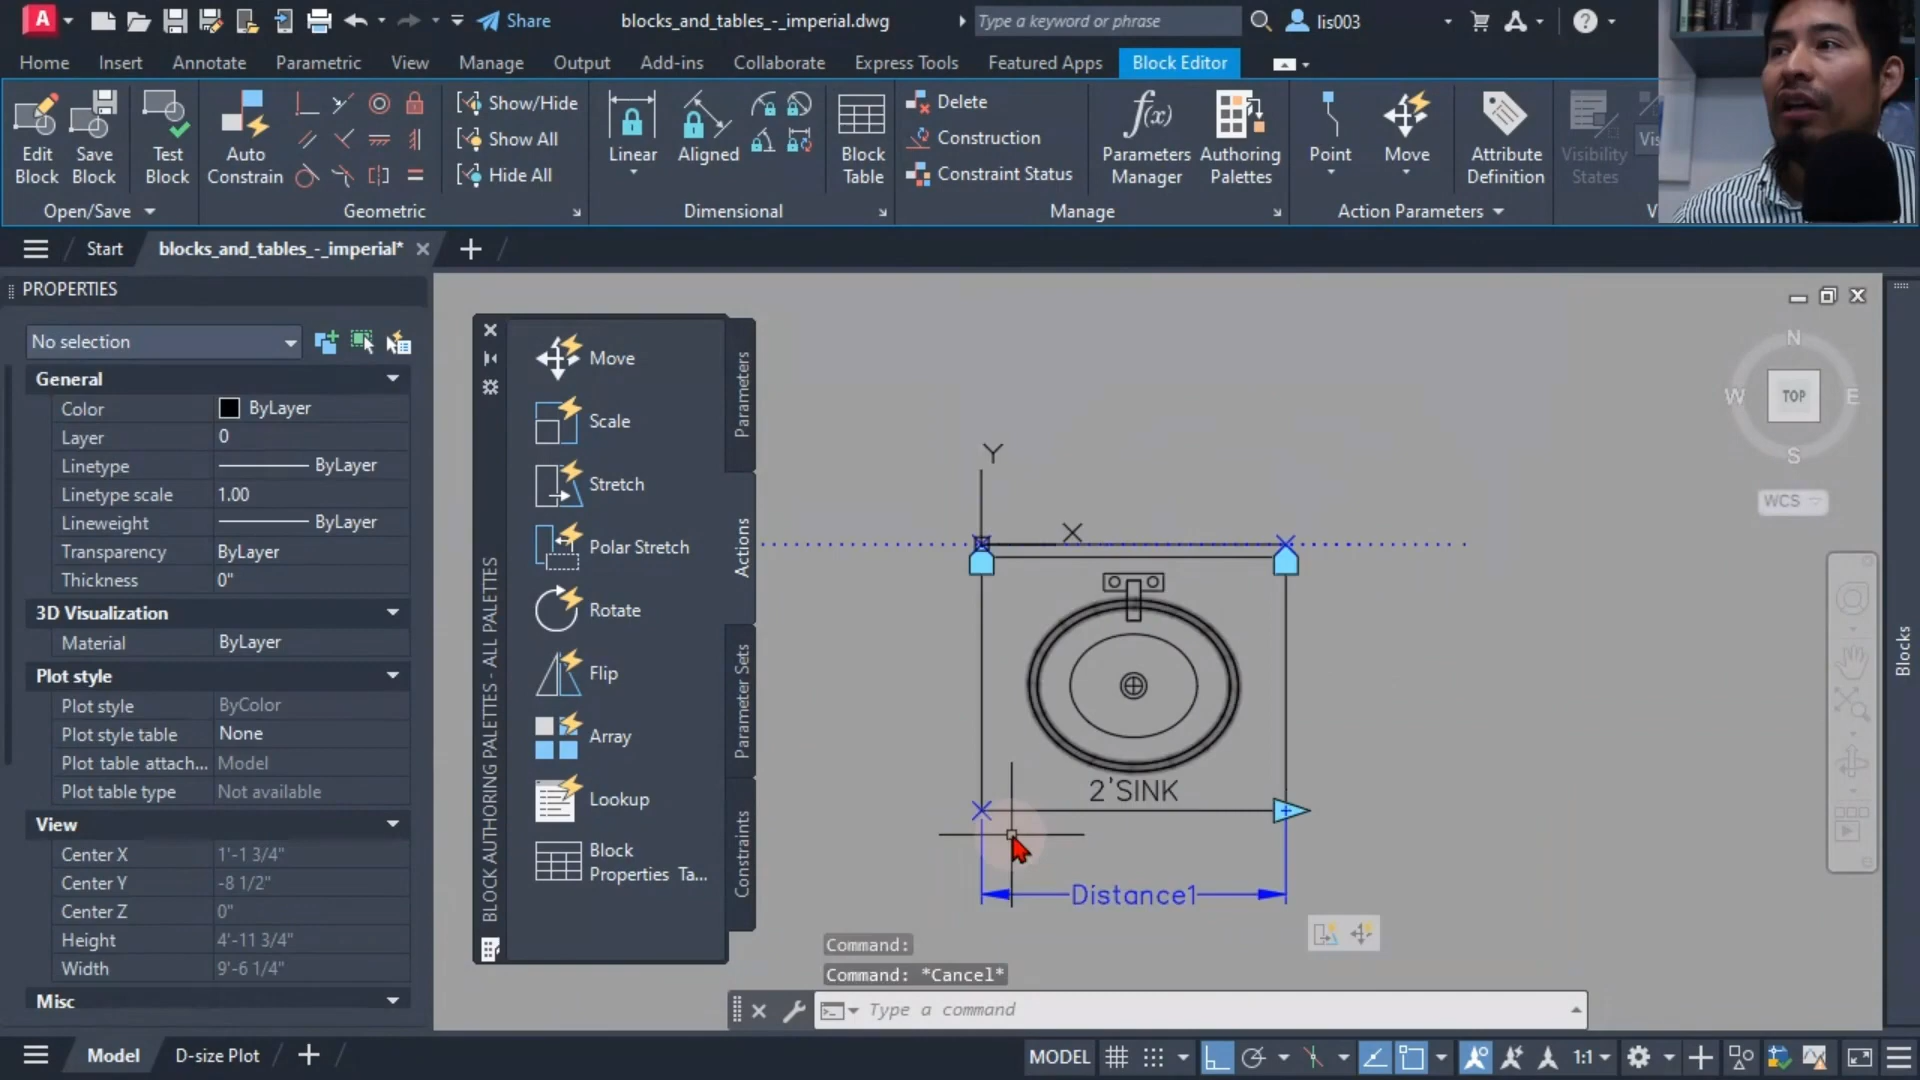 A
Share
blocks_and_tables_-_imperial.dwg
Type a keyword or phrase
lis003
Home
Insert
Annotate
Parametric
View
Manage
Output
Add-ins
Collaborate
Express Tools
Featured Apps
Block Editor
Edit Block
Save Block
Test Block
Auto Constrain
Show/Hide
Show All
Hide All
Linear
Aligned
Block Table
Delete
Construction
Constraint Status
f(x)
Parameters Manager
Authoring Palettes
Point
Move
Attribute Definition
Visibility States
Vis
Open/Save
Geometric
Dimensional
Manage
Action Parameters
V
Start
blocks_and_tables_-_imperial*
PROPERTIES
No selection
General
Color ByLayer
Layer 0
Linetype ByLayer
Linetype scale 1.00
Lineweight ByLayer
Transparency ByLayer
Thickness 0"
3D Visualization
Material ByLayer
Plot style
Plot style ByColor
Plot style table None
Plot table attach... Model
Plot table type Not available
View
Center X 1'-1 3/4"
Center Y -8 1/2"
Center Z 0"
Height 4'-11 3/4"
Width 9'-6 1/4"
Misc
BLOCK AUTHORING PALETTES - ALL PALETTES
Move
Scale
Stretch
Polar Stretch
Rotate
Flip
Array
Lookup
Block
Properties Ta...
Parameters
Actions
Parameter Sets
Constraints
Y
X
2'SINK
Distance1
N
W
TOP
E
S
WCS
Blocks
Command:
Command: *Cancel*
Type a command
Model
D-size Plot
MODEL
1:1